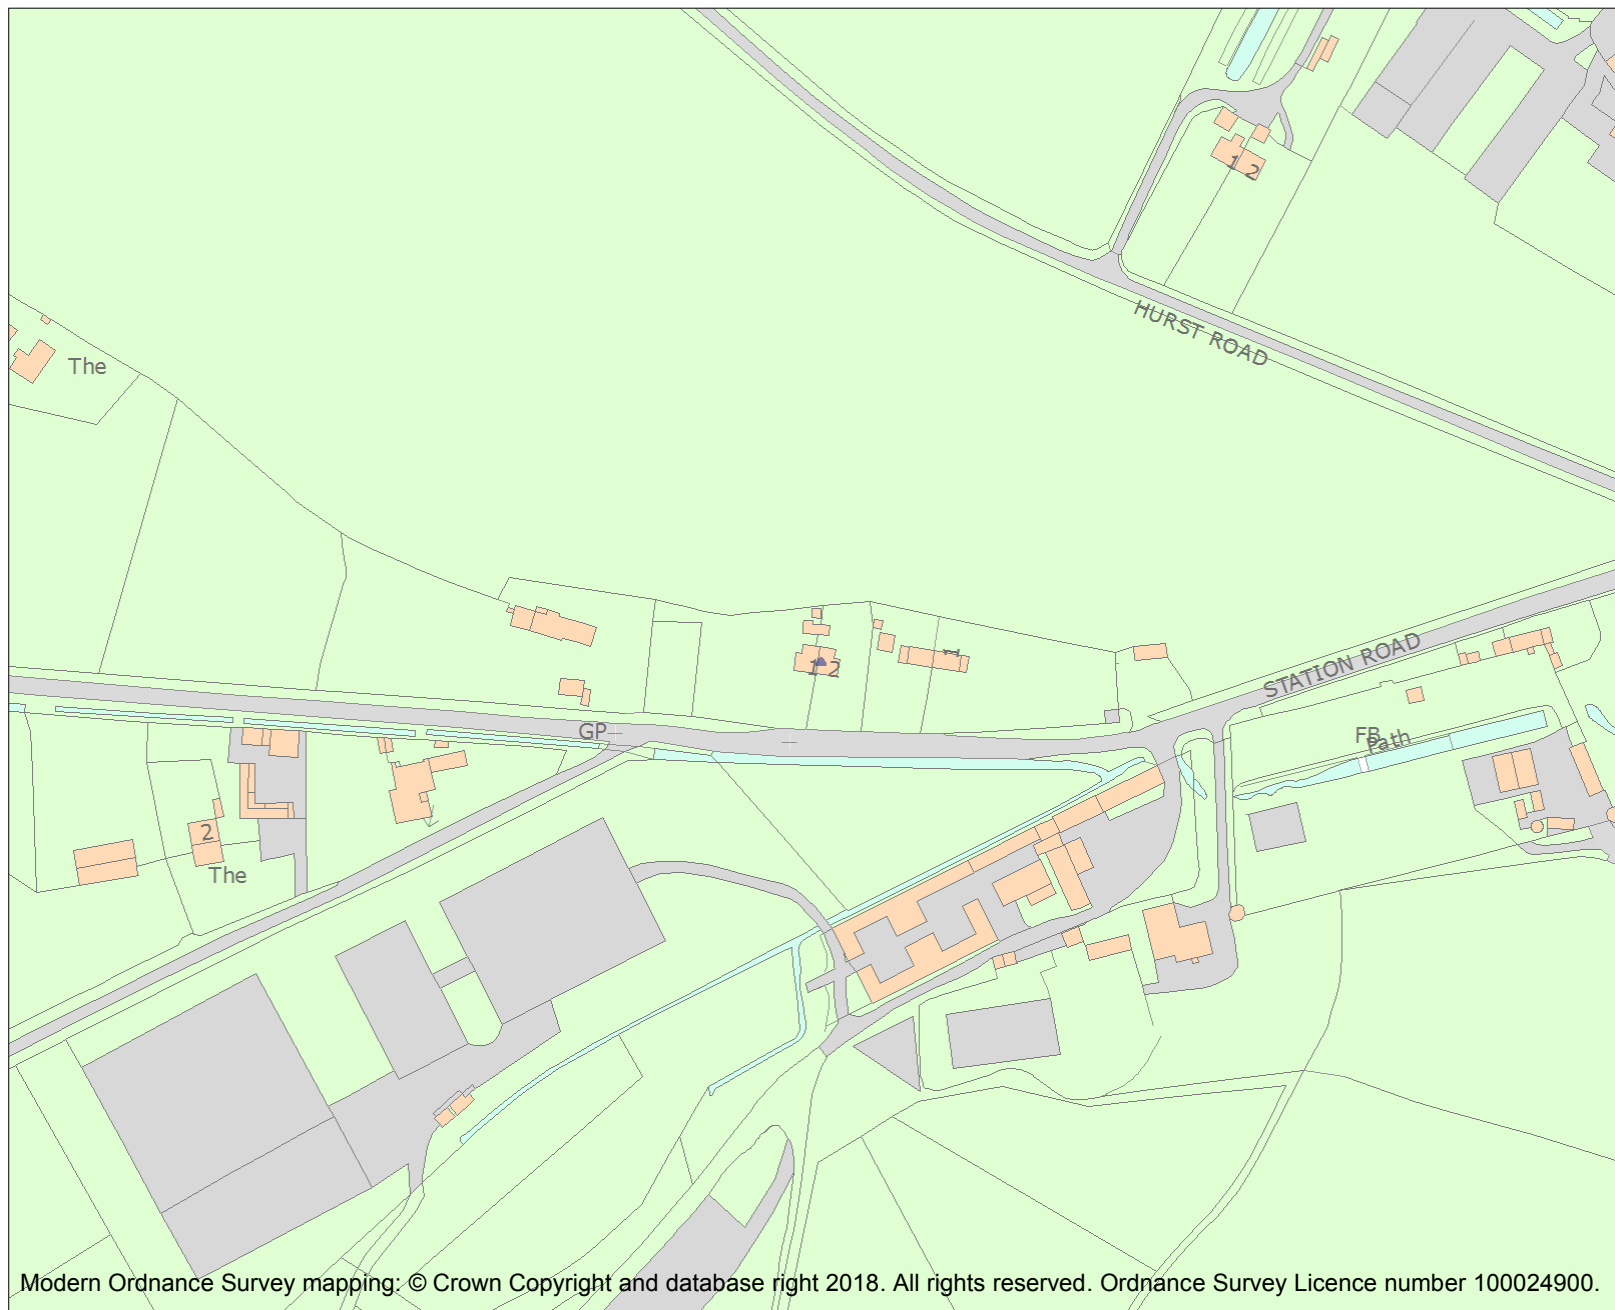 1 2
HURST ROAD
The
1
1 2
STATION ROAD
GP
FB
Path
2
The
Modern Ordnance Survey mapping: © Crown Copyright and database right 2018. All rights reserved. Ordnance Survey Licence number 100024900.